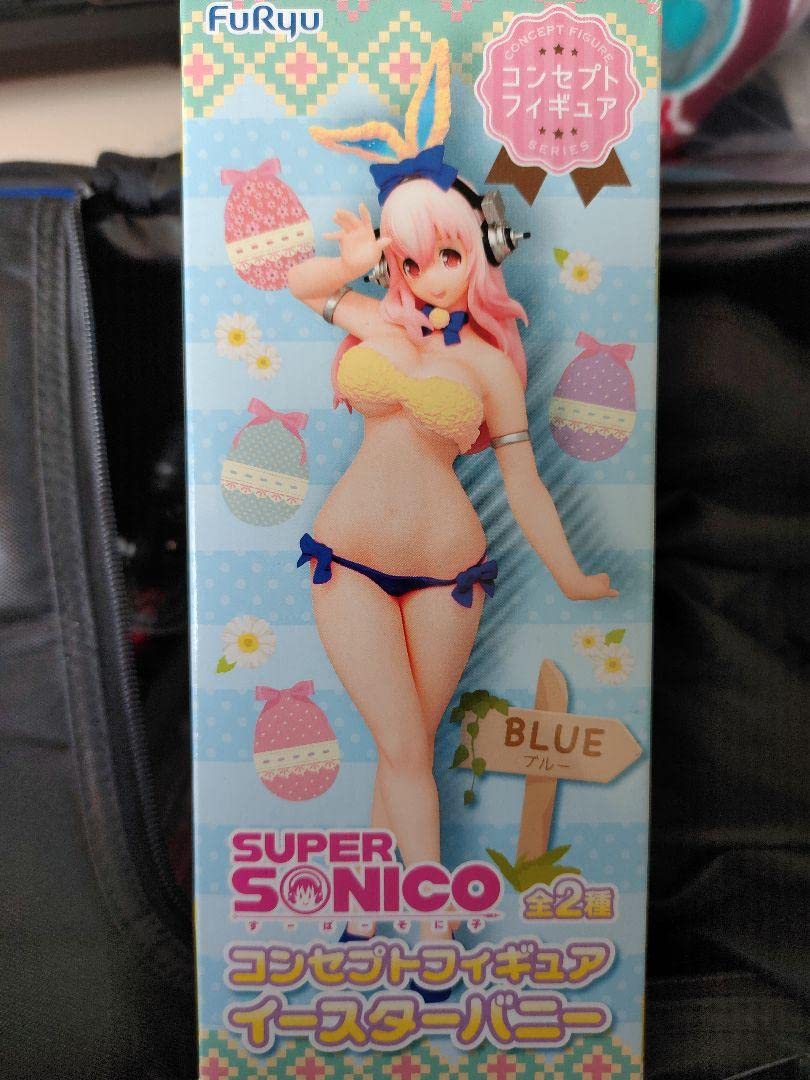 FuRyu
CONCEPT FIGURE
コンセプト
フィギュア
SERIES
BLUE
ブルー
SUPER
SONICO
すーぱーそに子
全2種
コンセプトフィギュア
イースターバニー